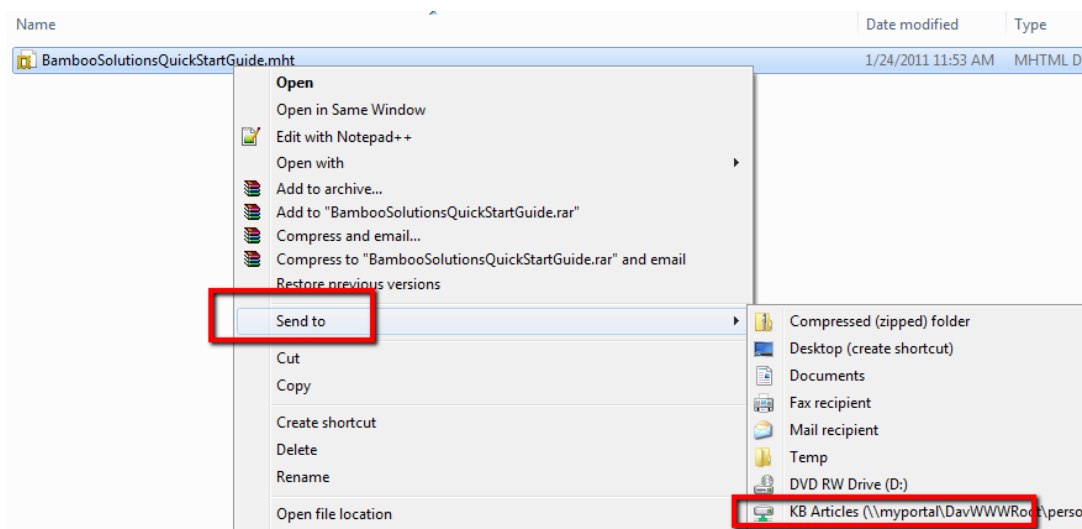 Name Date modified Type
BambooSolutionsQuickStartGuide.mht 1/24/2011 11:53 AM MHTML D
Open
Open in Same Window
Edit with Notepad++
Open with
Add to archive...
Add to "BambooSolutionsQuickStartGuide.rar"
Compress and email...
Compress to "BambooSolutionsQuickStartGuide.rar" and email
Restore previous versions
Send to
Cut
Copy
Create shortcut
Delete
Rename
Open file location
Compressed (zipped) folder
Desktop (create shortcut)
Documents
Fax recipient
Mail recipient
Temp
DVD RW Drive (D:)
KB Articles (\\myportal\DavWWWRoot\perso